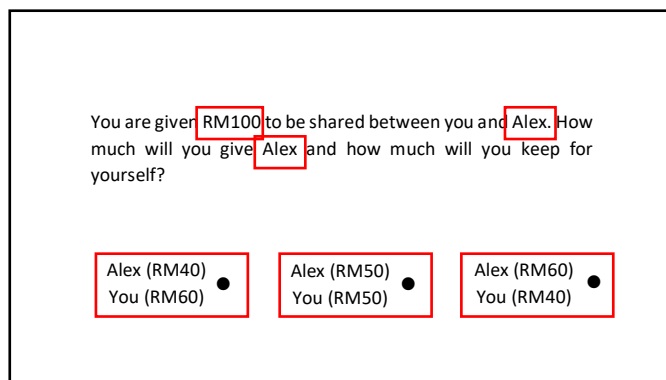 You are given RM100 to be shared between you and Alex. How
much will you give Alex and how much will you keep for
yourself?
Alex (RM40)
You (RM60)
Alex (RM50)
You (RM50)
Alex (RM60)
You (RM40)